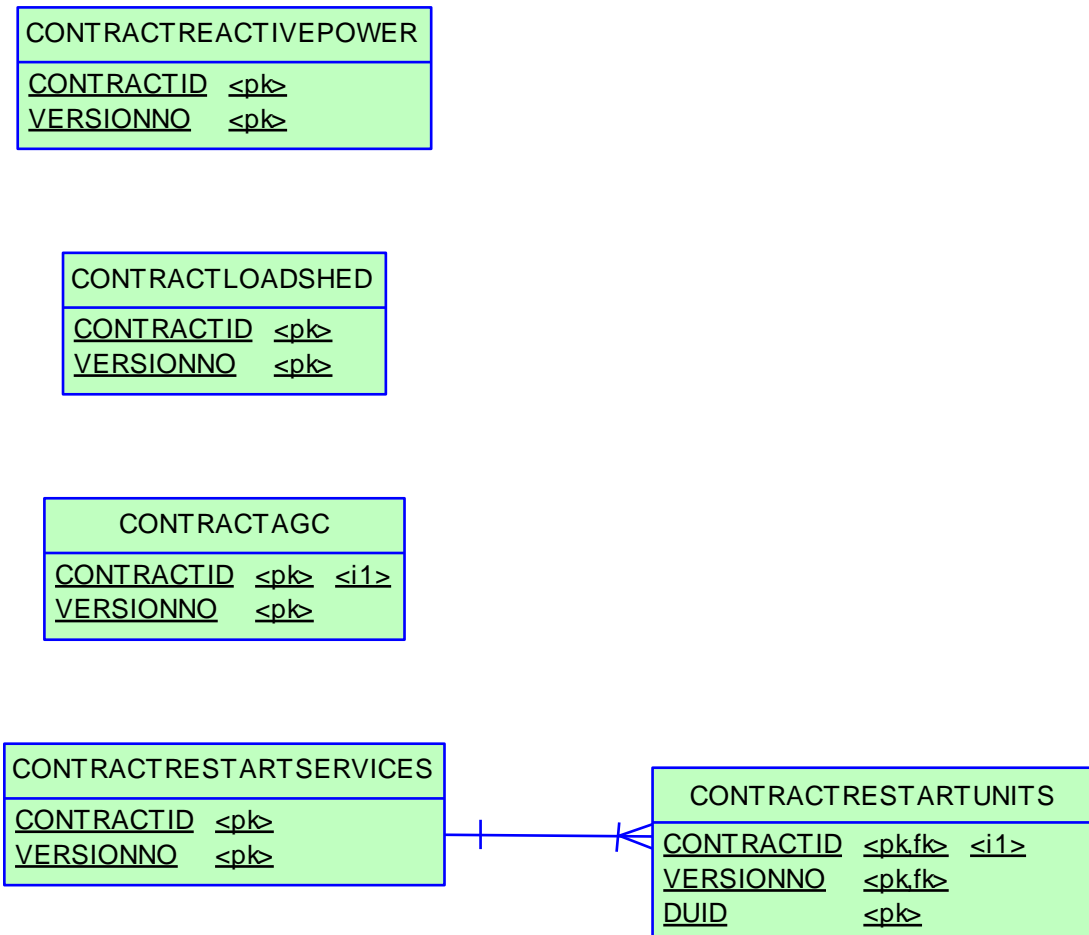 CONTRACTREACTIVEPOWER
CONTRACTID <pk>
VERSIONNO <pk>
CONTRACTLOADSHED
CONTRACTID <pk>
VERSIONNO <pk>
CONTRACTAGC
CONTRACTID <pk> <i1>
VERSIONNO <pk>
CONTRACTRESTARTSERVICES
CONTRACTID <pk>
VERSIONNO <pk>
CONTRACTRESTARTUNITS
CONTRACTID <pk,fk> <i1>
VERSIONNO <pk,fk>
DUID <pk>